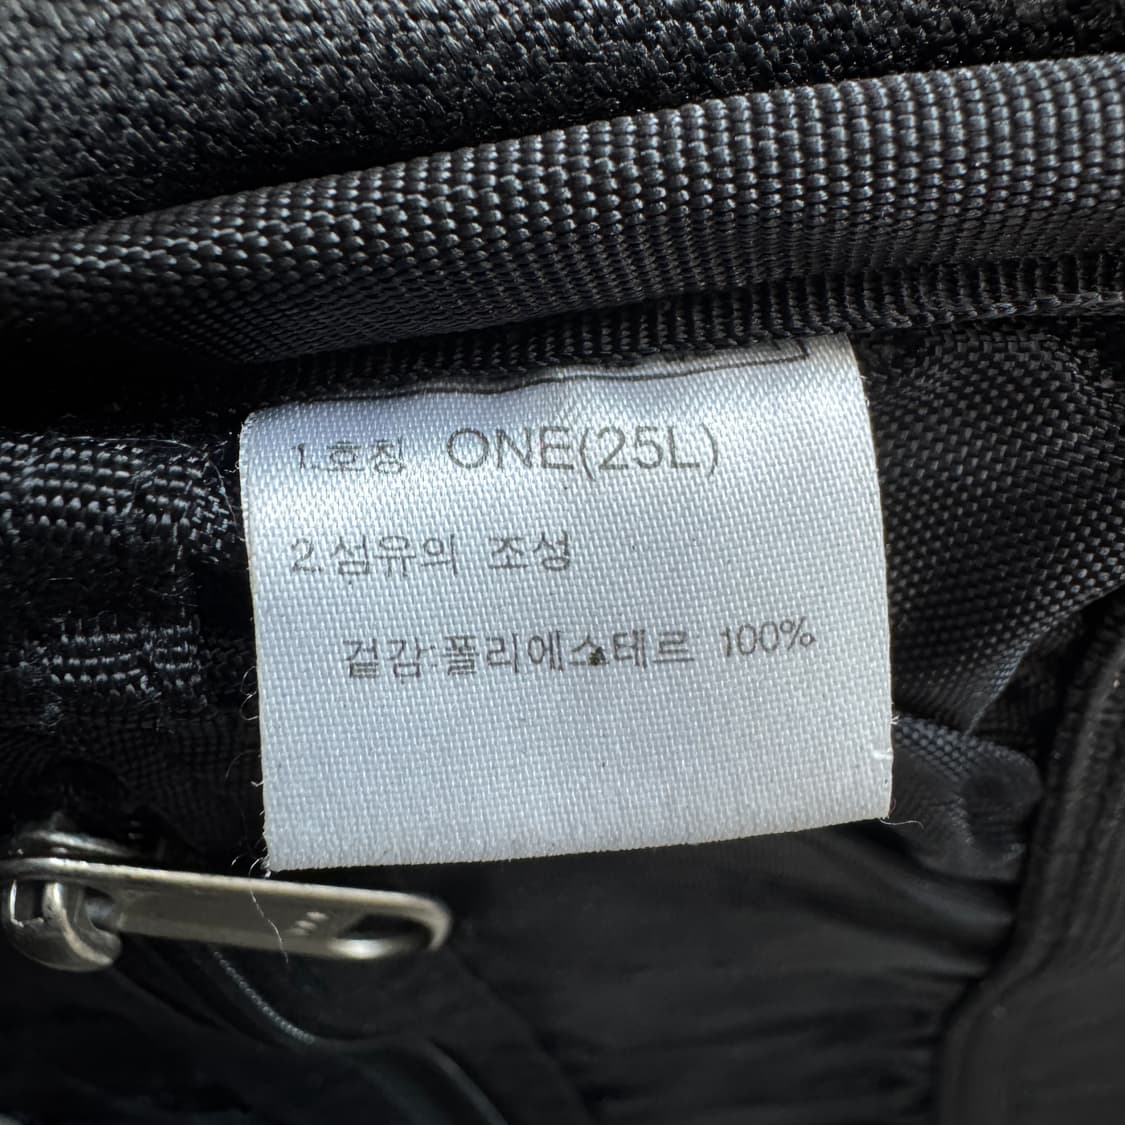 1.호칭 ONE(25L)
2.섬유의 조성
겉감:폴리에스테르 100%